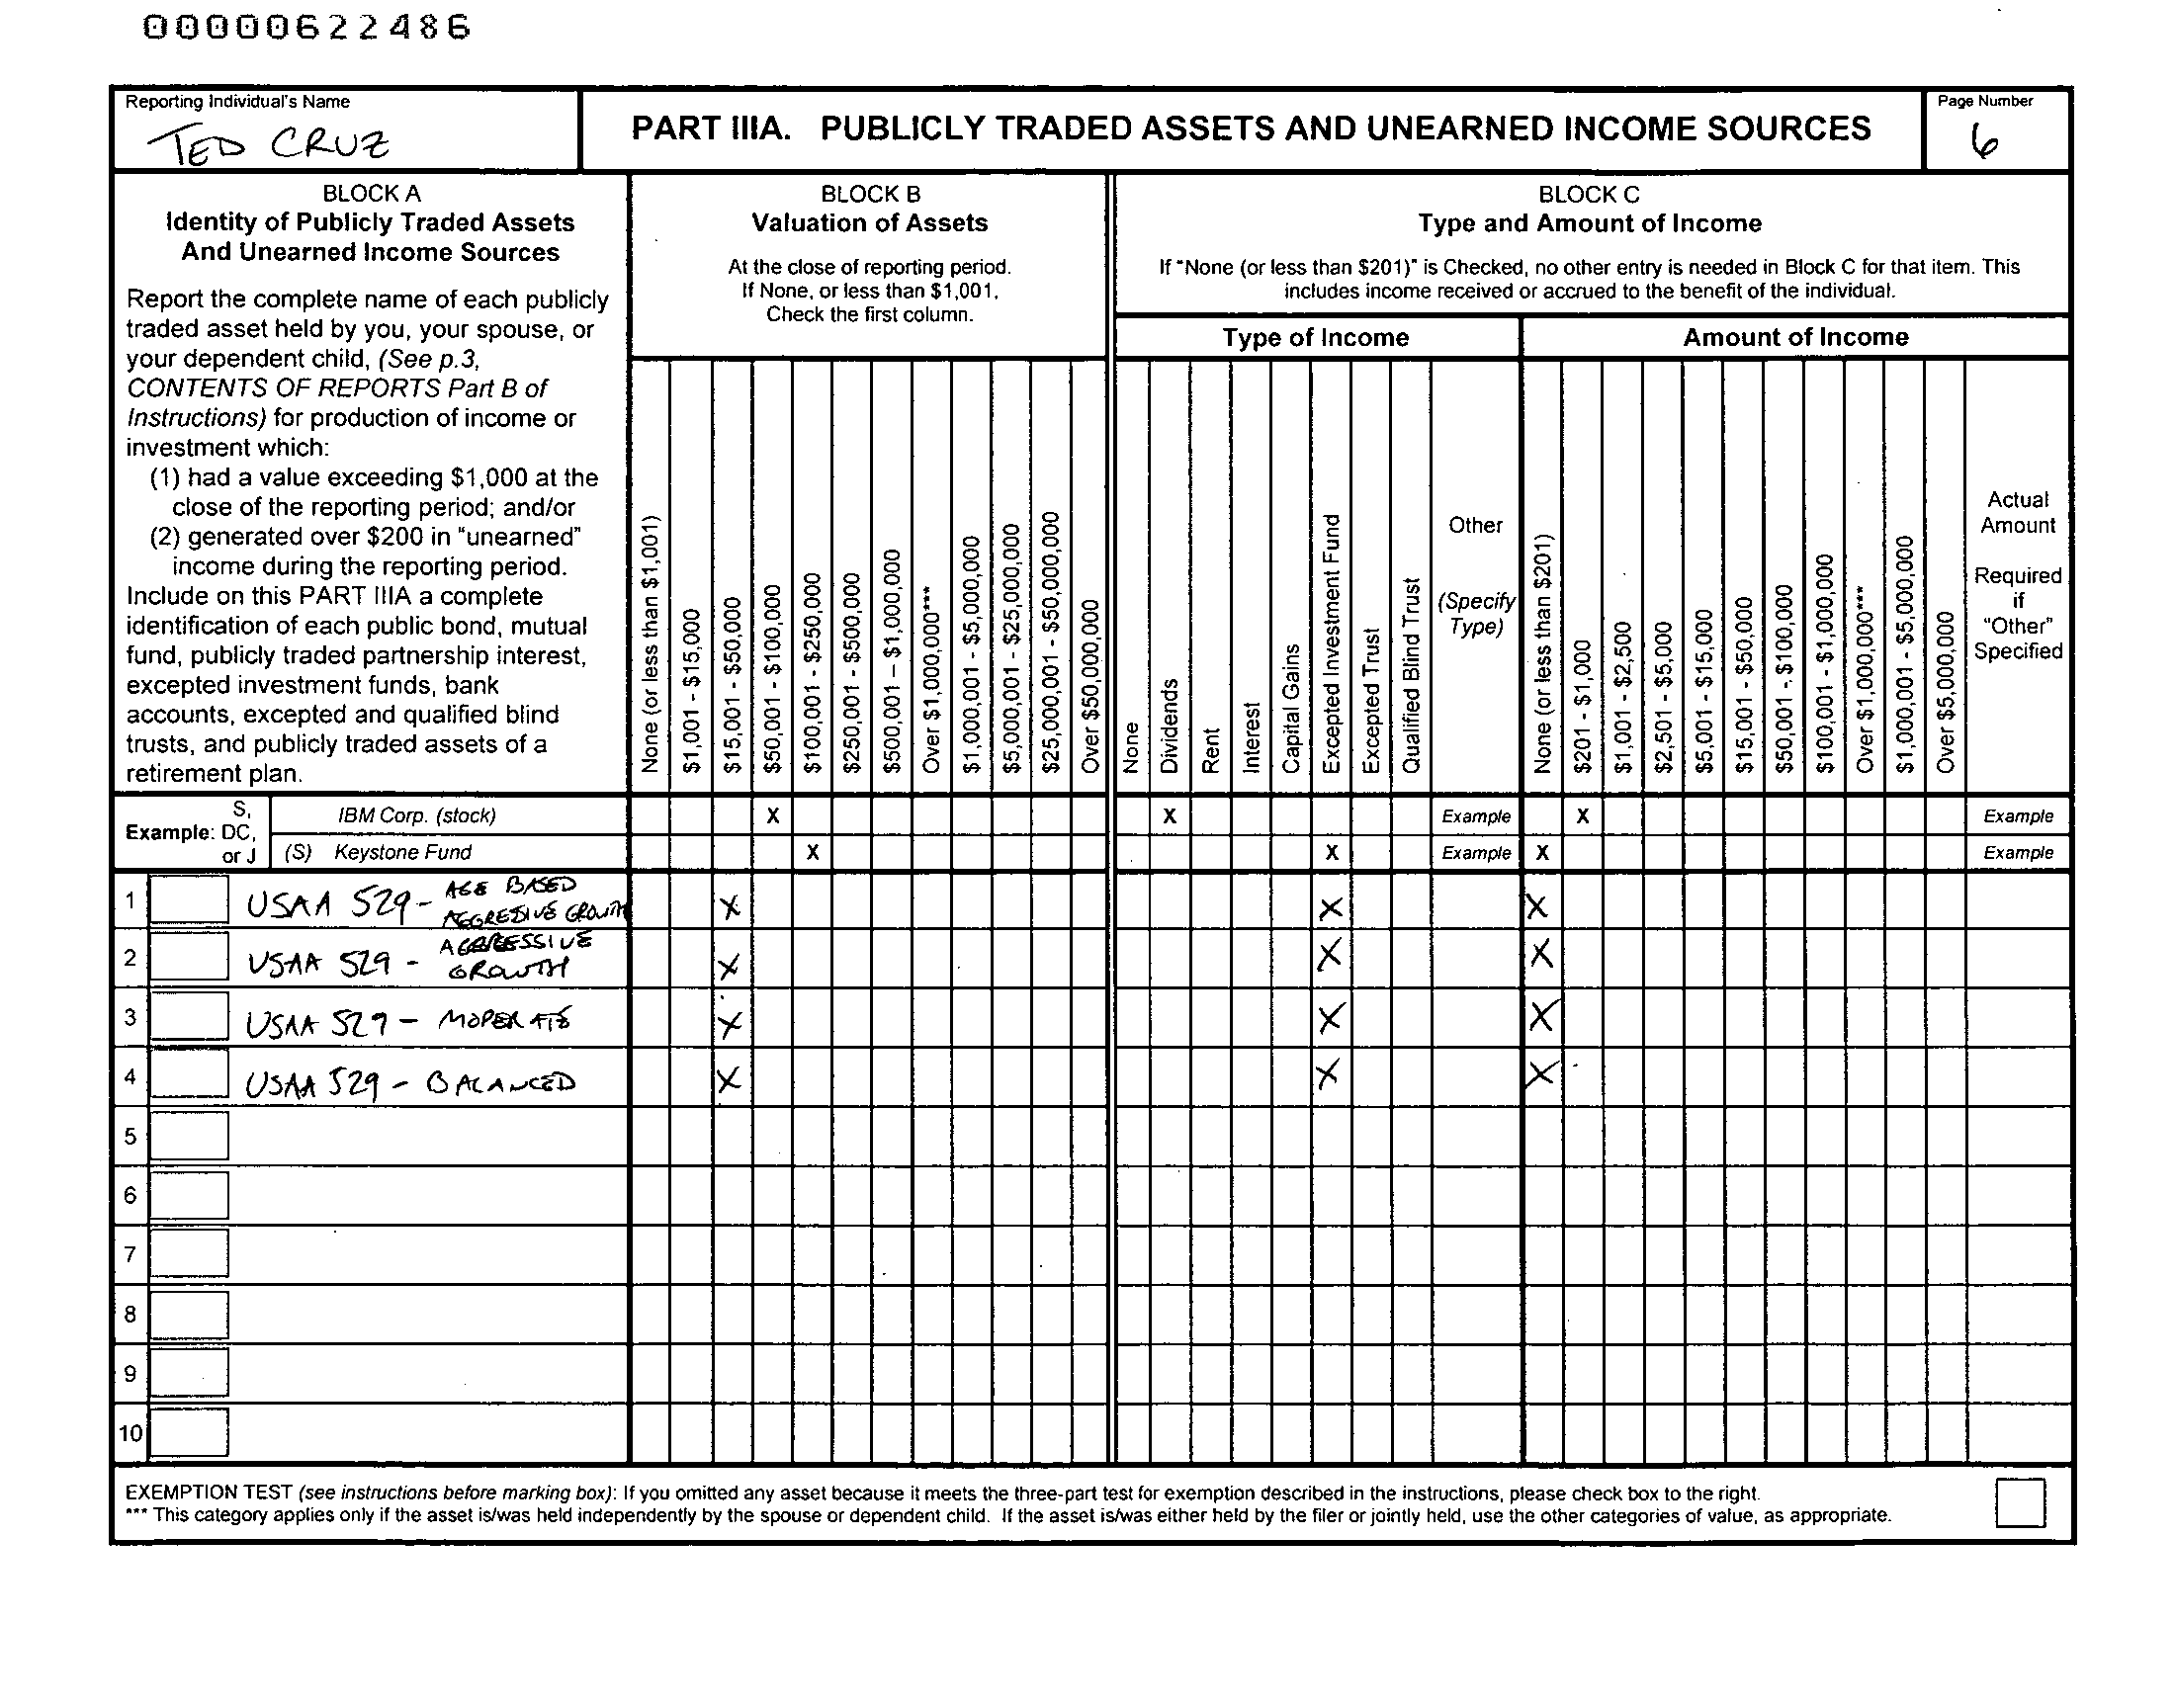 00000622486
Reporting Individual's Name
TED CRUZ
PART IIIA. PUBLICLY TRADED ASSETS AND UNEARNED INCOME SOURCES
Page Number
6
BLOCK A
Identity of Publicly Traded Assets
And Unearned Income Sources
Report the complete name of each publicly
traded asset held by you, your spouse, or
your dependent child, (See p.3,
CONTENTS OF REPORTS Part B of
Instructions) for production of income or
investment which:
(1) had a value exceeding $1,000 at the
close of the reporting period; and/or
(2) generated over $200 in "unearned"
income during the reporting period.
Include on this PART IIIA a complete
identification of each public bond, mutual
fund, publicly traded partnership interest,
excepted investment funds, bank
accounts, excepted and qualified blind
trusts, and publicly traded assets of a
retirement plan.
BLOCK B
Valuation of Assets
At the close of reporting period.
If None, or less than $1,001,
Check the first column.
None (or less than $1,001)
$1,001 - $15,000
$15,001 - $50,000
$50,001 - $100,000
$100,001 - $250,000
$250,001 - $500,000
$500,001 – $1,000,000
Over $1,000,000***
$1,000,001 - $5,000,000
$5,000,001 - $25,000,000
$25,000,001 - $50,000,000
Over $50,000,000
BLOCK C
Type and Amount of Income
If "None (or less than $201)" is Checked, no other entry is needed in Block C for that item. This
includes income received or accrued to the benefit of the individual.
Type of Income
None
Dividends
Rent
Interest
Capital Gains
Excepted Investment Fund
Excepted Trust
Qualified Blind Trust
Other
(Specify
Type)
Amount of Income
None (or less than $201)
$201 - $1,000
$1,001 - $2,500
$2,501 - $5,000
$5,001 - $15,000
$15,001 - $50,000
$50,001 - $100,000
$100,001 - $1,000,000
Over $1,000,000***
$1,000,001 - $5,000,000
Over $5,000,000
Actual
Amount
Required
if
"Other"
Specified
Example: S, DC, or J
IBM Corp. (stock) X X Example X Example
(S) Keystone Fund X X Example X Example
1 USAA 529 - AGE BASED AGGRESIVE GROWTH X X X
2 USAA 529 - AGGRESSIVE GROWTH X X X
3 USAA 529 - MODERATE X X X
4 USAA 529 - BALANCED X X X
5
6
7
8
9
10
EXEMPTION TEST (see instructions before marking box): If you omitted any asset because it meets the three-part test for exemption described in the instructions, please check box to the right.
*** This category applies only if the asset is/was held independently by the spouse or dependent child. If the asset is/was either held by the filer or jointly held, use the other categories of value, as appropriate.